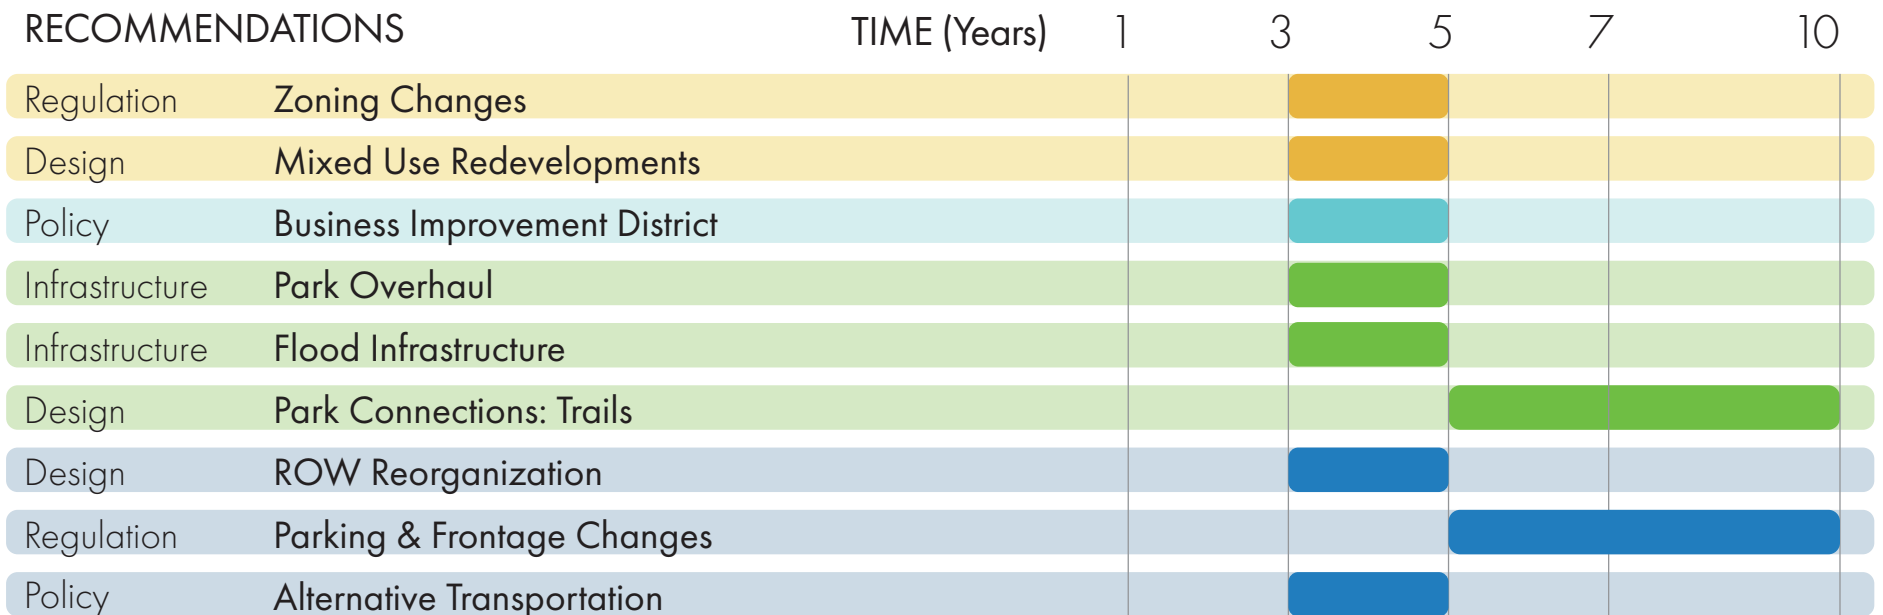 RECOMMENDATIONS TIME (Years) 1 3 5 7 10
Regulation Zoning Changes
Design Mixed Use Redevelopments
Policy Business Improvement District
Infrastructure Park Overhaul
Infrastructure Flood Infrastructure
Design Park Connections: Trails
Design ROW Reorganization
Regulation Parking & Frontage Changes
Policy Alternative Transportation